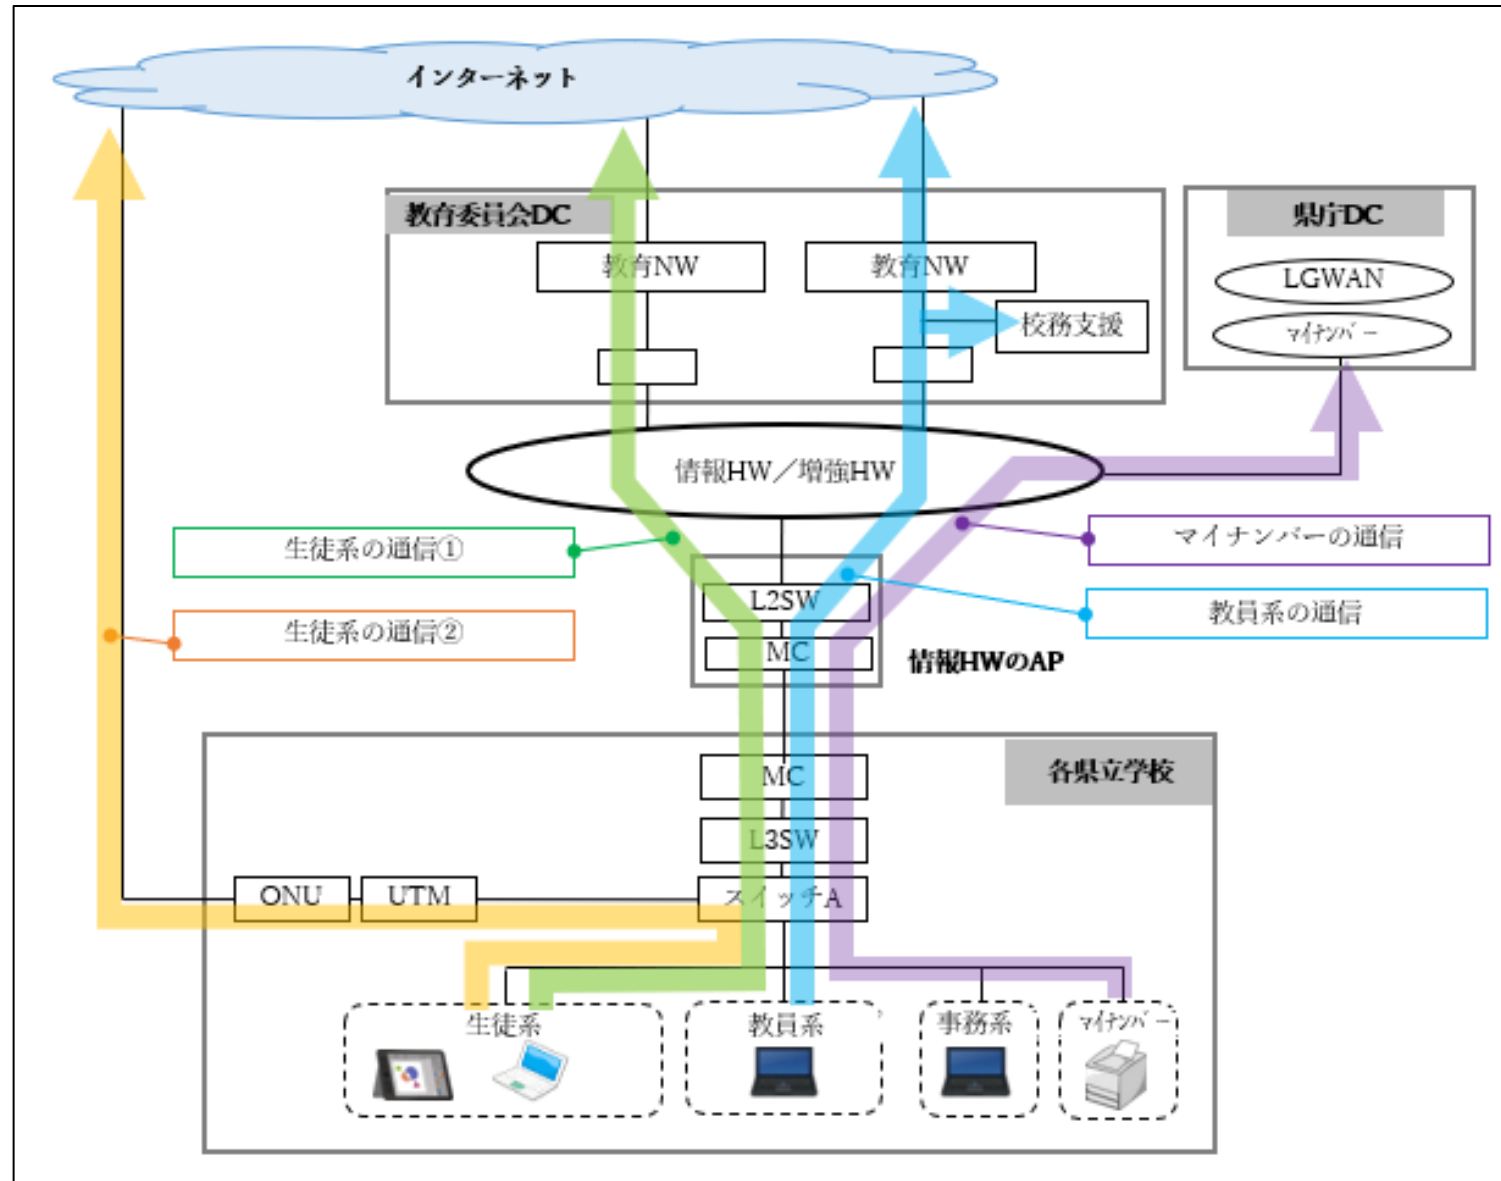 インターネット
教育委員会DC
県庁DC
教育NW
教育NW
LGWAN
校務支援
マイナンバー
情報HW／増強HW
生徒系の通信①
マイナンバーの通信
L2SW
教員系の通信
生徒系の通信②
MC
情報HWのAP
MC
各県立学校
L3SW
ONU
UTM
スイッチA
生徒系
教員系
事務系
マイナンバー